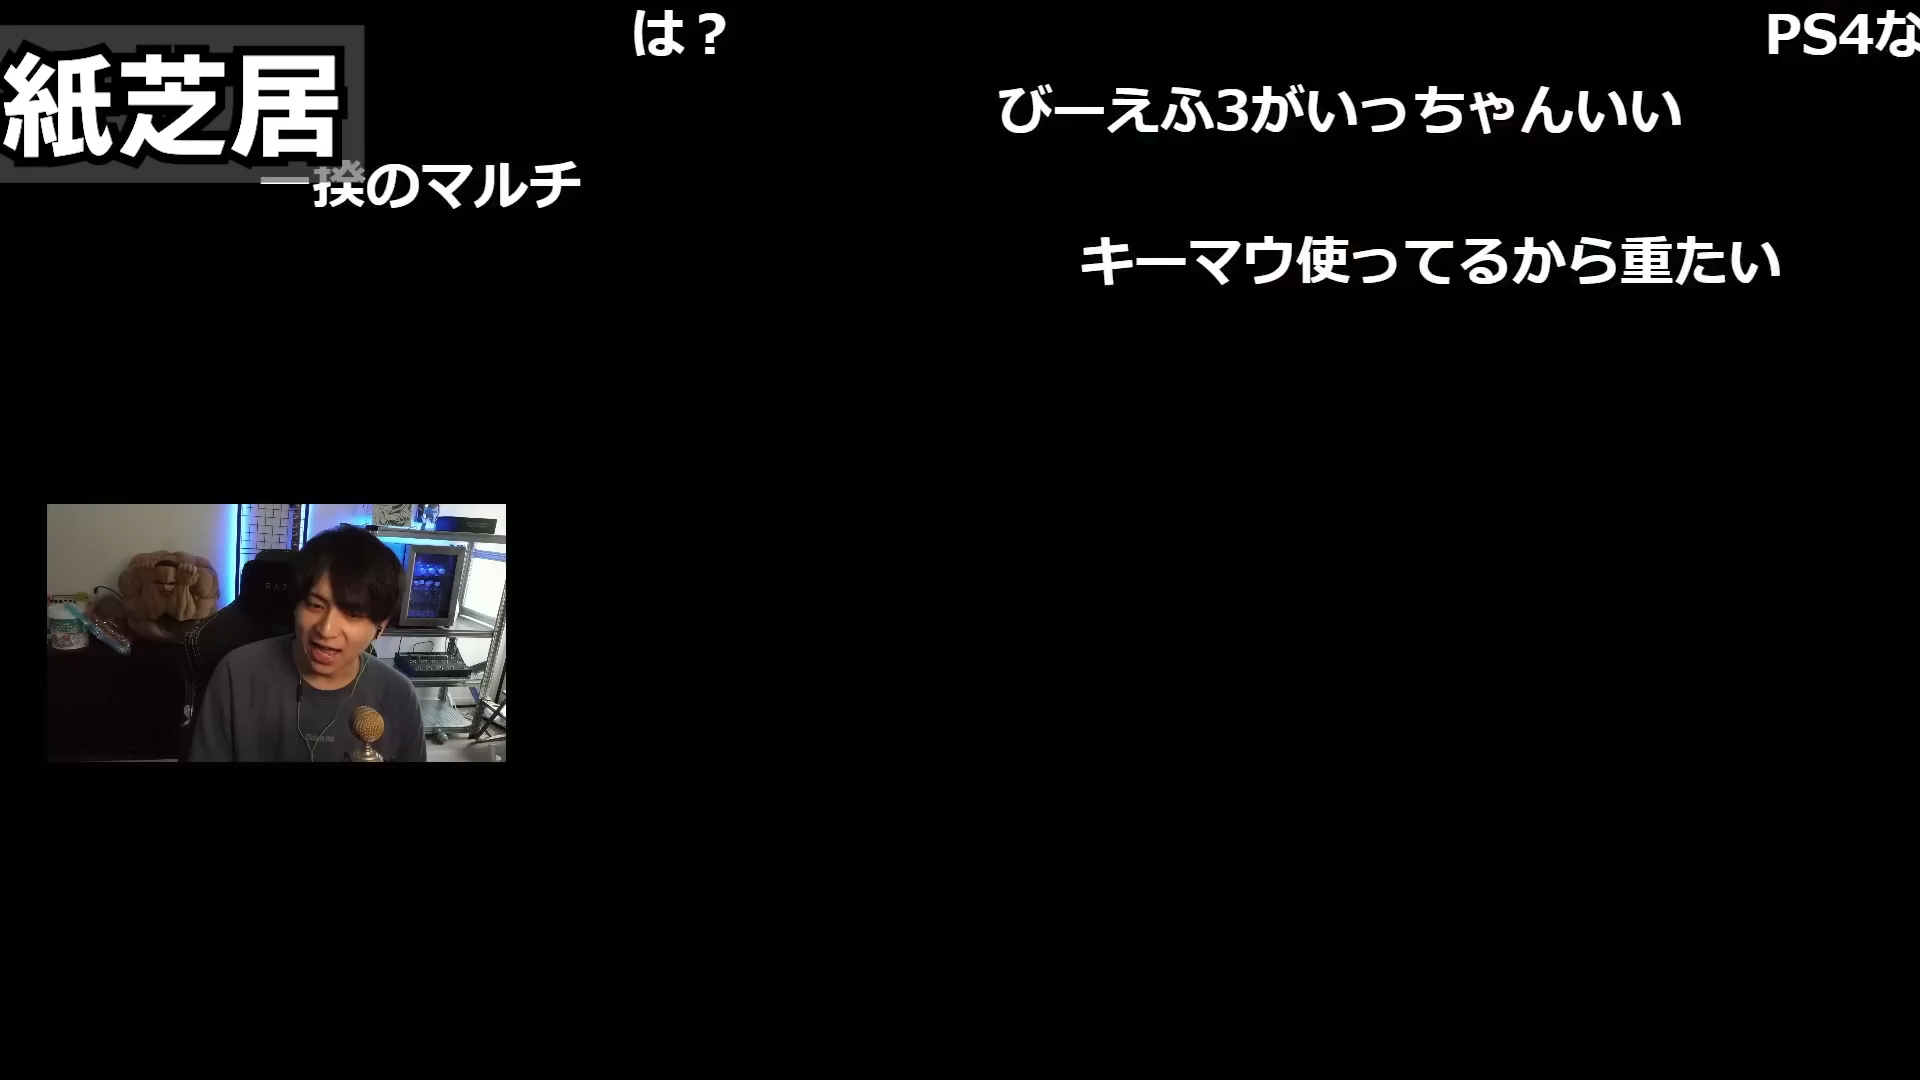 紙芝居
は？
PS4な
びーえふ3がいっちゃんいい
一揆のマルチ
キーマウ使ってるから重たい
RAZ